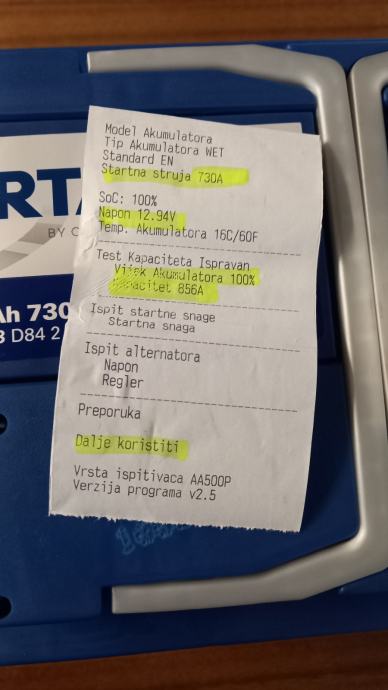 Model Akumulatora
Tip Akumulatora WET
Standard EN
Startna struja 730A
SoC: 100%
Napon 12.94V
Temp. Akumulatora 16C/60F
Test Kapaciteta Ispravan
Vijek Akumulatora 100%
Kapacitet 856A
Ispit startne snage
Startna snaga
Ispit alternatora
Napon
Regler
Preporuka
Dalje koristiti
Vrsta ispitivaca AA500P
Verzija programa v2.5
RTA
BY C
Ah 730
D84 2